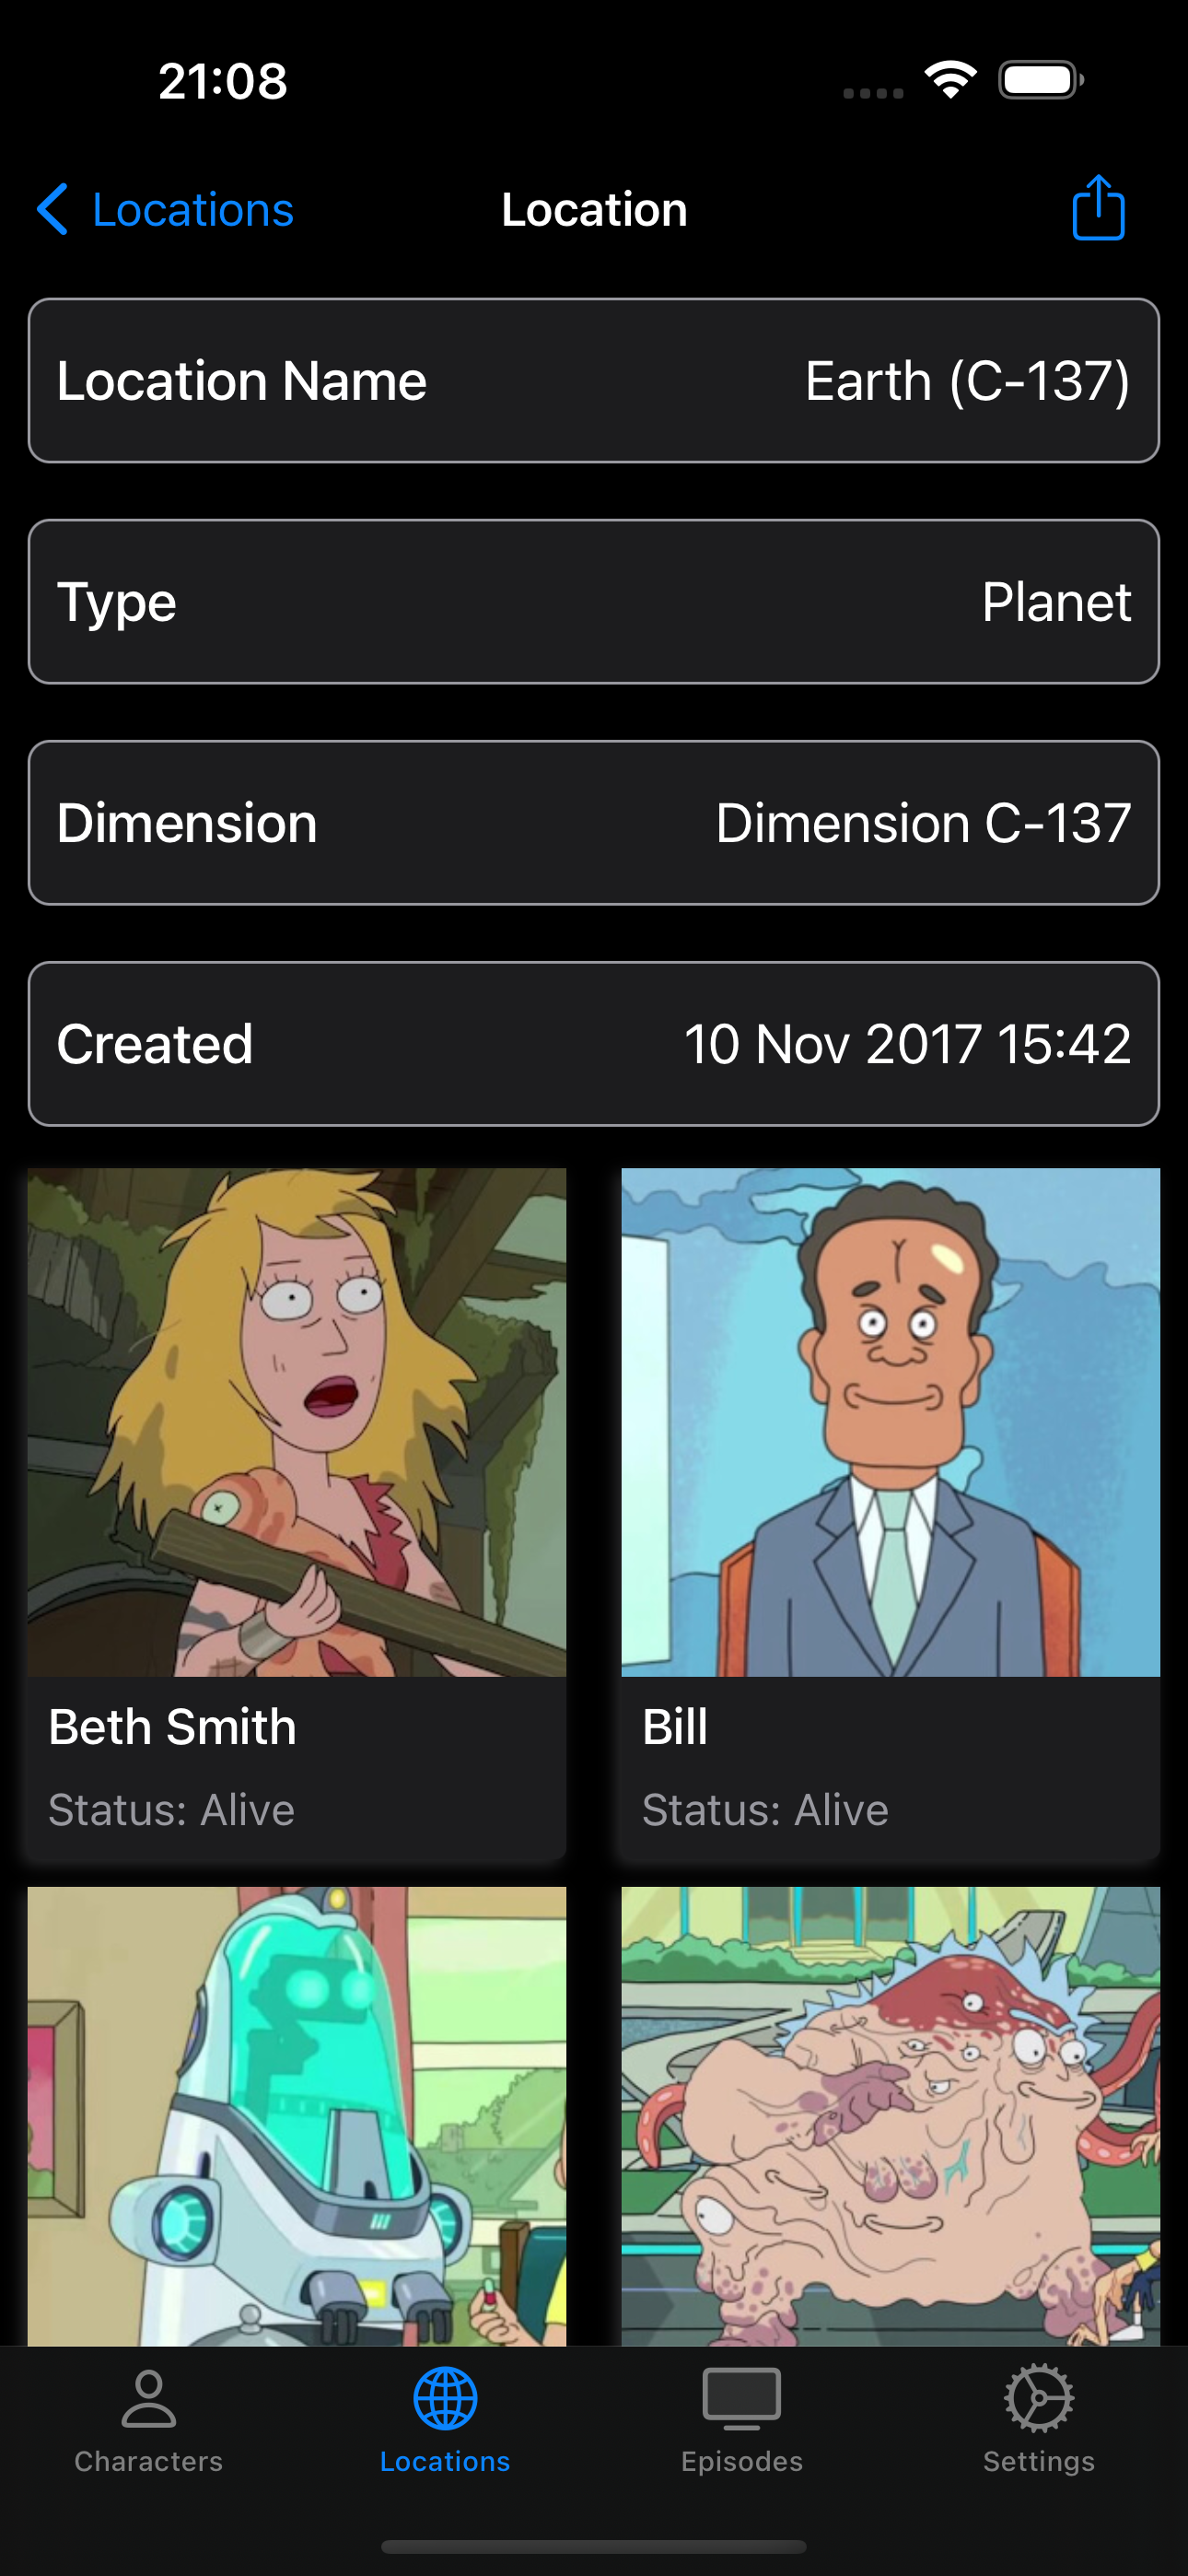 21:08
Locations
Location
Location Name
Earth (C-137)
Type
Planet
Dimension
Dimension C-137
Created
10 Nov 2017 15:42
Beth Smith
Bill
Status: Alive
Status: Alive
Characters
Locations
Episodes
Settings